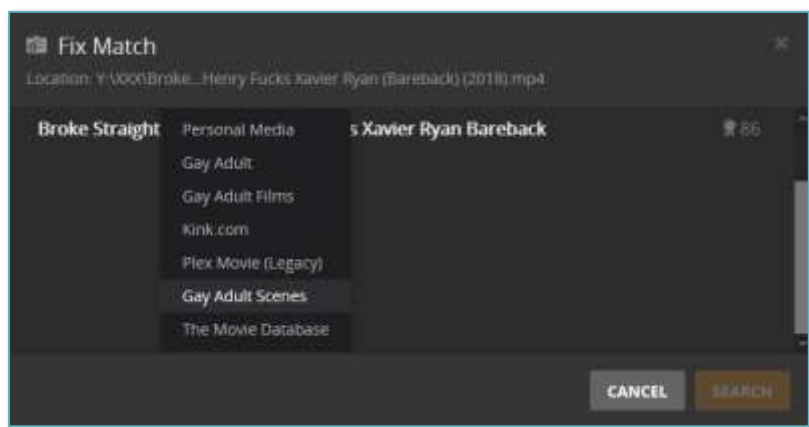 Fix Match
Location: Y:\XXX\Broke...Henry Fucks Xavier Ryan (Bareback) (2018).mp4
Broke Straight s Xavier Ryan Bareback 86
Personal Media
Gay Adult
Gay Adult Films
Kink.com
Plex Movie (Legacy)
Gay Adult Scenes
The Movie Database
CANCEL SEARCH